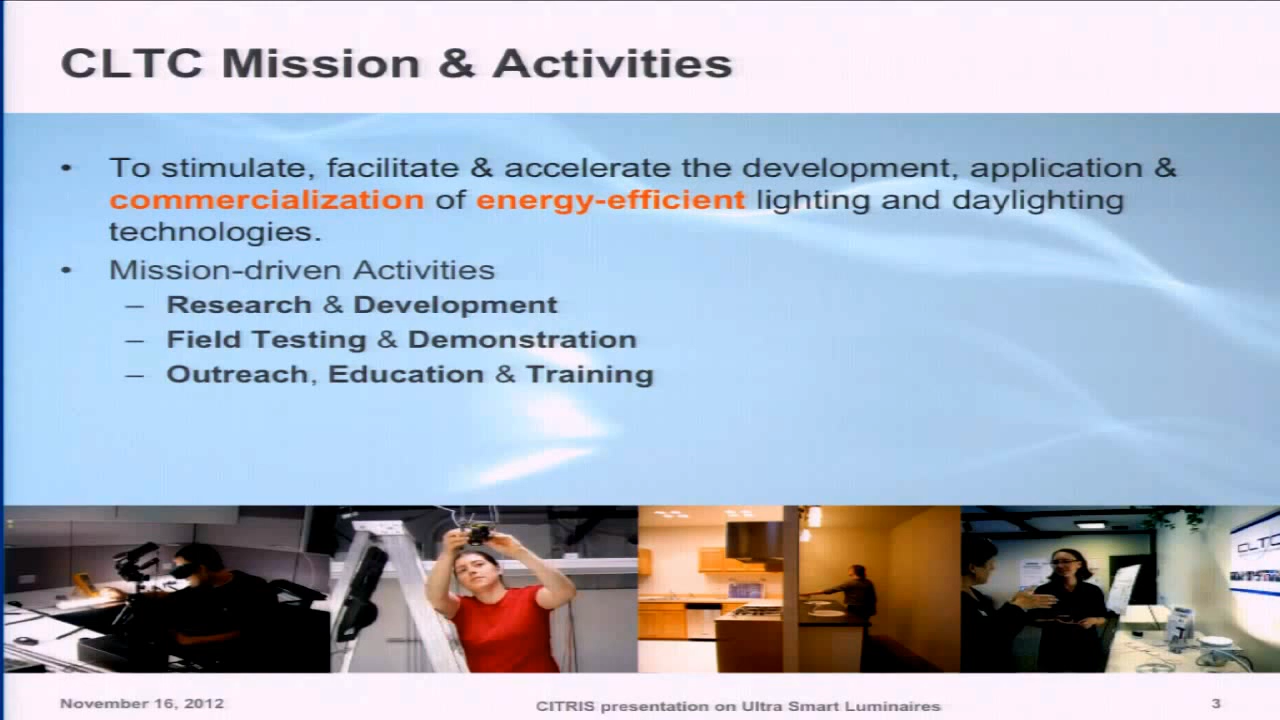 CLTC Mission & Activities
• To stimulate, facilitate & accelerate the development, application &
commercialization of energy-efficient lighting and daylighting
technologies.
• Mission-driven Activities
– Research & Development
– Field Testing & Demonstration
– Outreach, Education & Training
CLTC
November 16, 2012
CITRIS presentation on Ultra Smart Luminaires
3